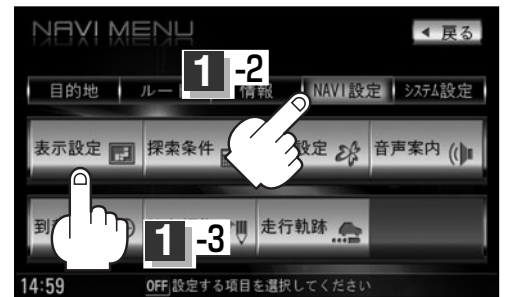 NAVI MENU
戻る
1-2
目的地 ルー 情報 NAVI設定 システム設定
表示設定 探索条件 設定 音声案内
到
1-3
走行軌跡
14:59 OFF 設定する項目を選択してください